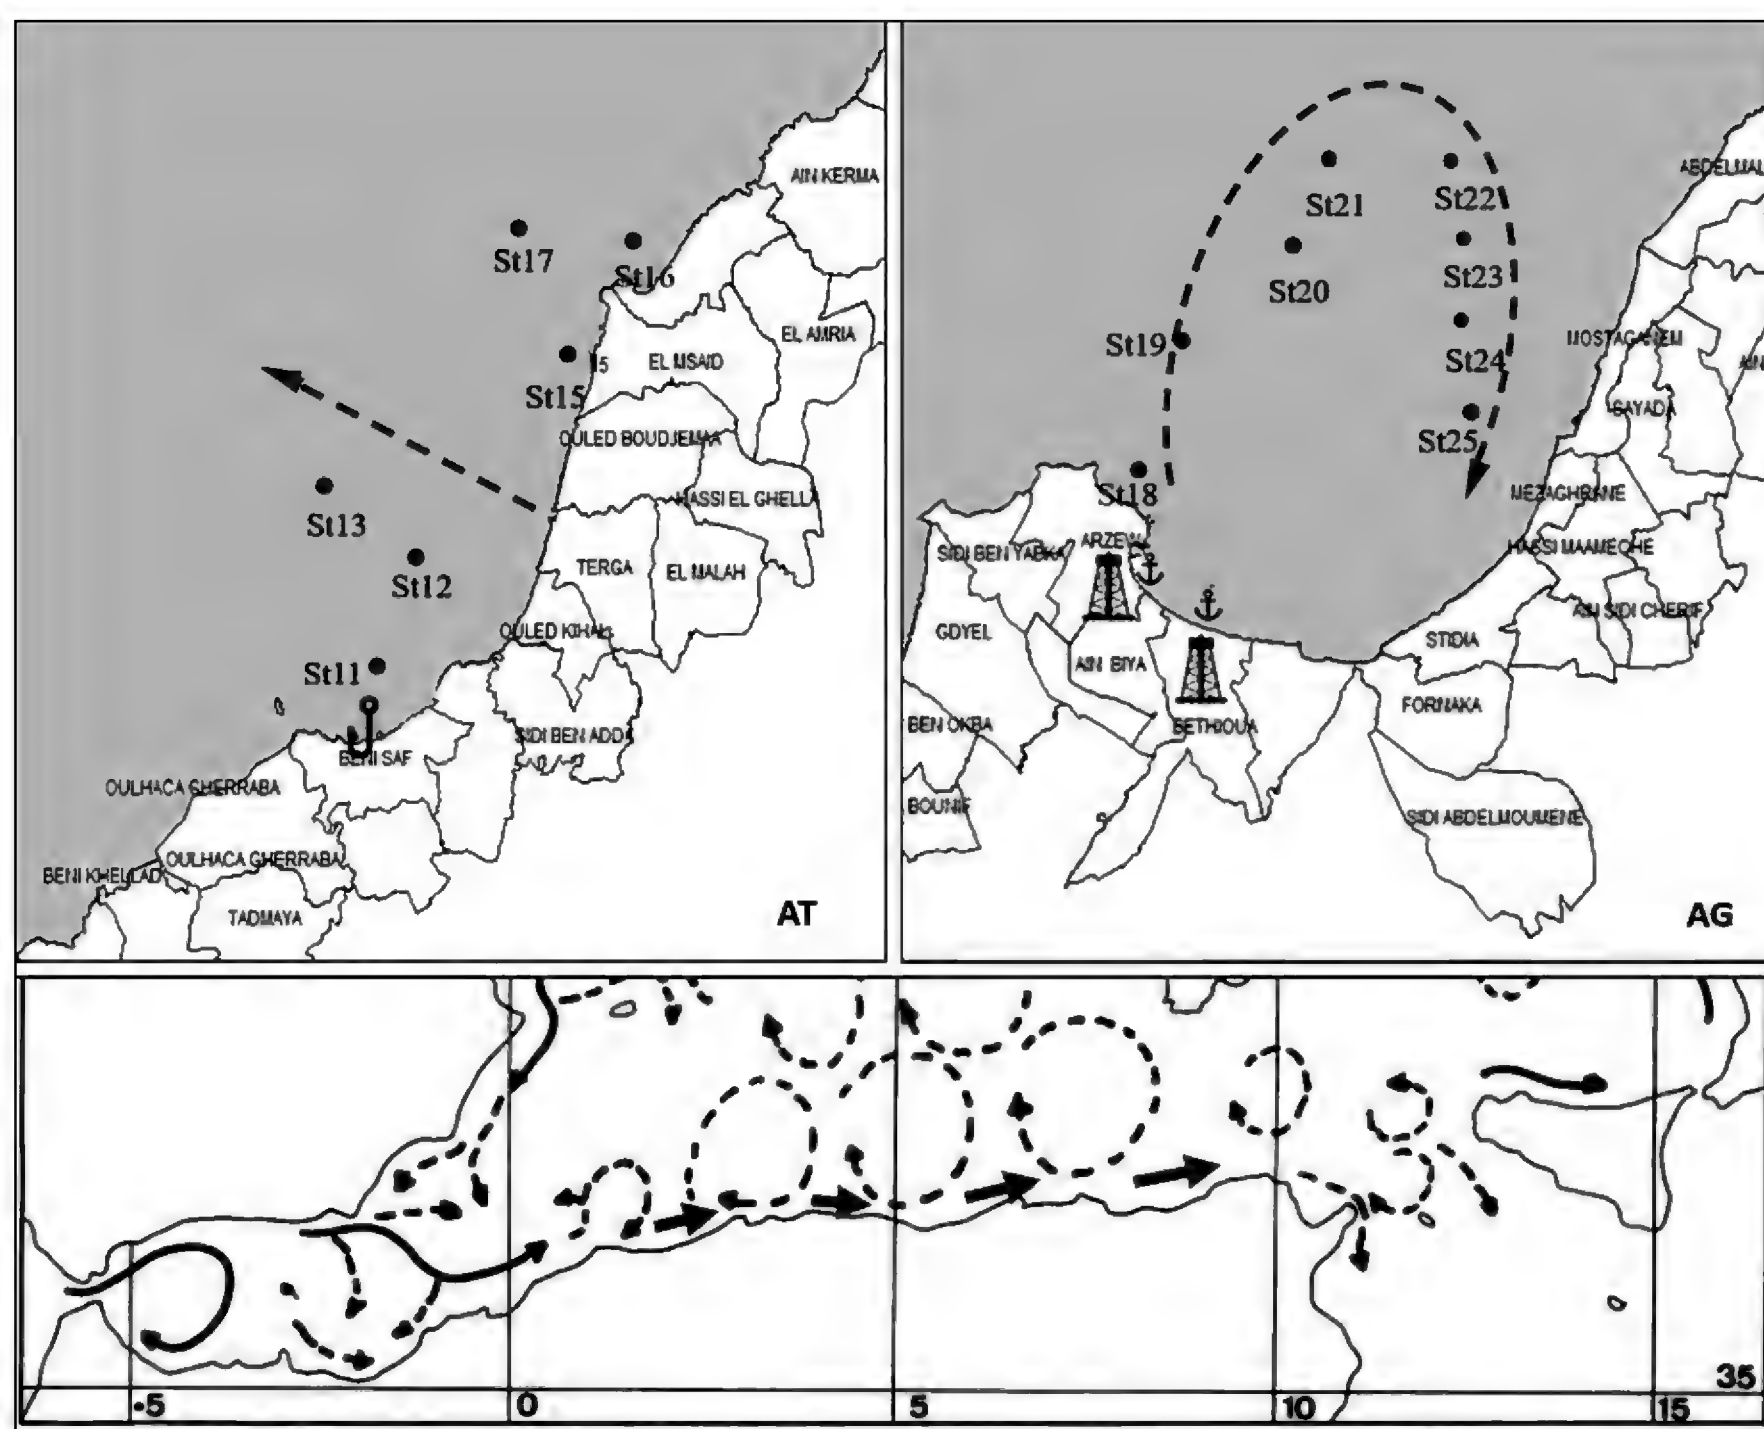 AIN KERMA
St17
St16
EL AMRIA
15
EL MSAID
St15
OULED BOUDJEMAA
HASSI EL GHELLA
St13
St12
TERGA
EL MALAH
OULED KIHAL
St11
SIDI BEN ADDA
BENI SAF
OULHACA GHERRABA
OULHACA GHERRABA
BENI KHELLAD
TADMAYA
AT
ABDELMAL
St21
St22
St20
St23
St19
St24
MOSTAGANEM
AIN
SAYADA
St25
St18
MEZAGHRANE
ARZEW
SIDI BEN YABKA
HASSI MAAMECHE
AIN SIDI CHERIF
GDYEL
STIDIA
AIN BIYA
FORNAKA
BEN OKBA
BETHIOUA
BOUNIF
SIDI ABDELMOUMENE
AG
35
-5
0
5
10
15